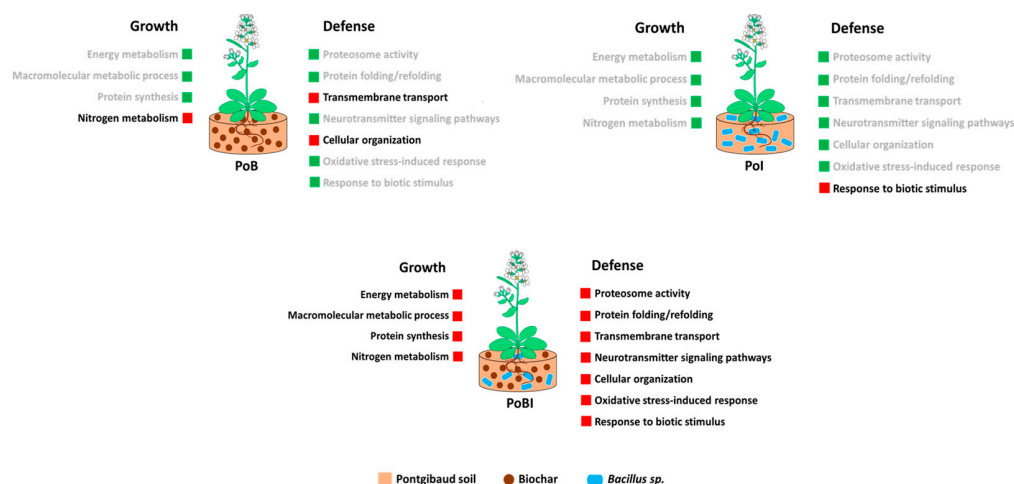 Growth
Energy metabolism
Macromolecular metabolic process
Protein synthesis
Nitrogen metabolism
Defense
Proteosome activity
Protein folding/refolding
Transmembrane transport
Neurotransmitter signaling pathways
Cellular organization
Oxidative stress-induced response
Response to biotic stimulus
PoB
Growth
Energy metabolism
Macromolecular metabolic process
Protein synthesis
Nitrogen metabolism
Defense
Proteosome activity
Protein folding/refolding
Transmembrane transport
Neurotransmitter signaling pathways
Cellular organization
Oxidative stress-induced response
Response to biotic stimulus
PoI
Growth
Energy metabolism
Macromolecular metabolic process
Protein synthesis
Nitrogen metabolism
Defense
Proteosome activity
Protein folding/refolding
Transmembrane transport
Neurotransmitter signaling pathways
Cellular organization
Oxidative stress-induced response
Response to biotic stimulus
PoBI
Pontgibaud soil
Biochar
Bacillus sp.